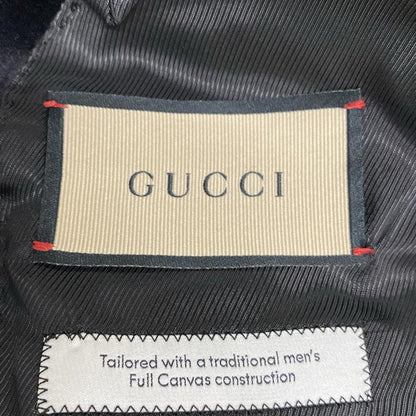 GUCCI
Tailored with a traditional men's
Full Canvas construction